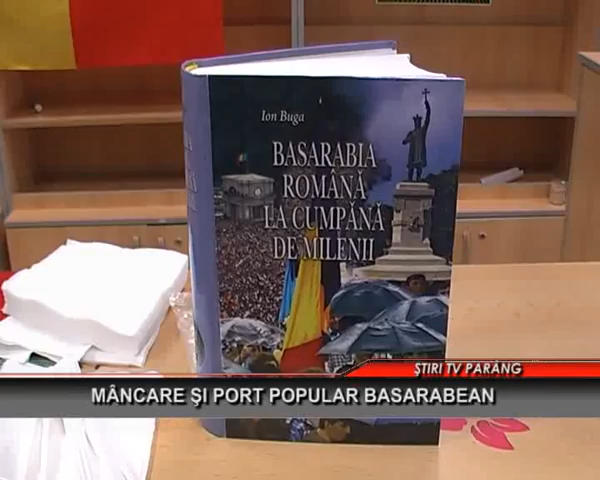 Ion Buga
BASARABIA
ROMÂNĂ
LA CUMPĂNĂ
DE MILENII
ŞTIRI TV PARÂNG
MÂNCARE ŞI PORT POPULAR BASARABEAN